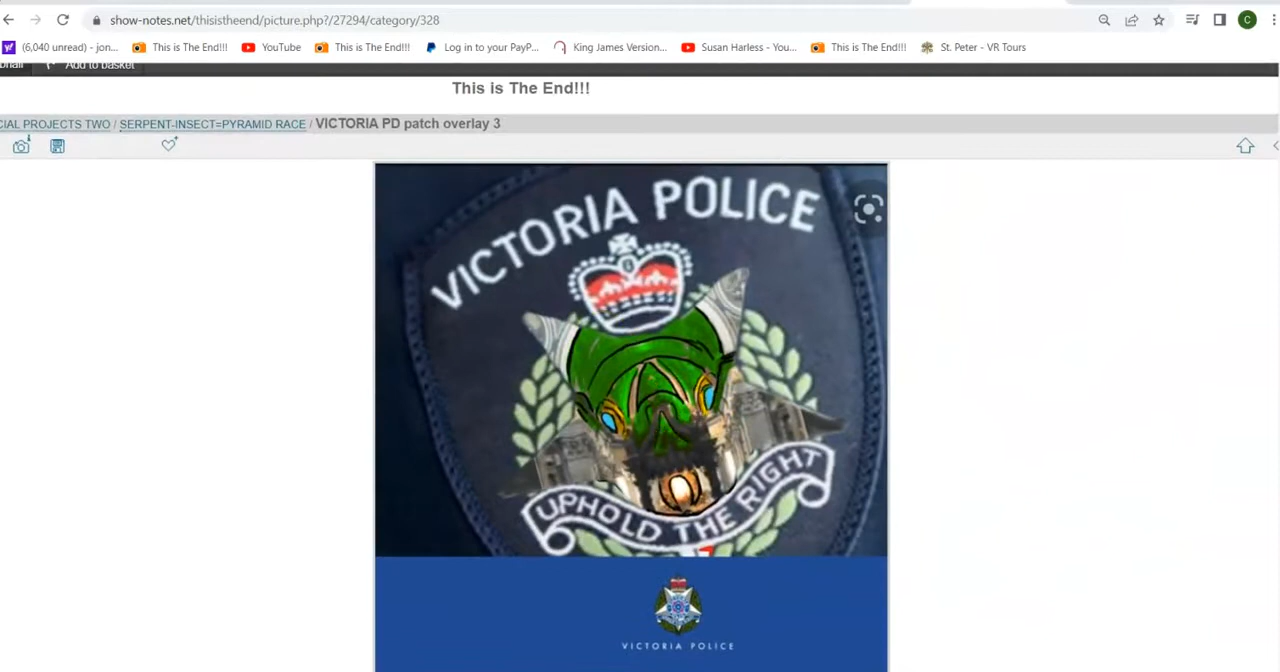 show-notes.net/thisistheend/picture.php?/27294/category/328
(6,040 unread) - jon... This is The End!!! YouTube This is The End!!! Log in to your PayP... King James Version... Susan Harless - You... This is The End!!! St. Peter - VR Tours
C
Add to basket
This is The End!!!
CIAL PROJECTS TWO / SERPENT-INSECT=PYRAMID RACE / VICTORIA PD patch overlay 3
VICTORIA POLICE
UPHOLD THE RIGHT
VICTORIA POLICE